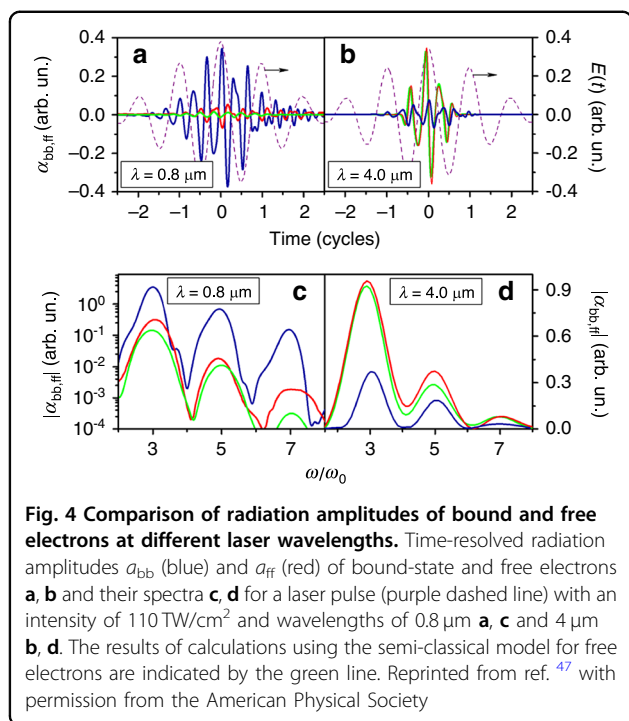 a
b
0.4
0.2
0.0
−0.2
−0.4
α_bb,ff (arb. un.)
λ = 0.8 µm
λ = 4.0 µm
0.4
0.2
0.0
−0.2
−0.4
E(t) (arb. un.)
−2 −1 0 1 2
−2 −1 0 1 2
Time (cycles)
λ = 0.8 µm
c
λ = 4.0 µm
d
10^0
10^-1
10^-2
10^-3
10^-4
|α_bb,ff| (arb. un.)
0.9
0.6
0.3
0.0
|α_bb,ff| (arb. un.)
3 5 7
3 5 7
ω/ω_0
Fig. 4 Comparison of radiation amplitudes of bound and free
electrons at different laser wavelengths. Time-resolved radiation
amplitudes a_bb (blue) and a_ff (red) of bound-state and free electrons
a, b and their spectra c, d for a laser pulse (purple dashed line) with an
intensity of 110 TW/cm² and wavelengths of 0.8 µm a, c and 4 µm
b, d. The results of calculations using the semi-classical model for free
electrons are indicated by the green line. Reprinted from ref. 47 with
permission from the American Physical Society